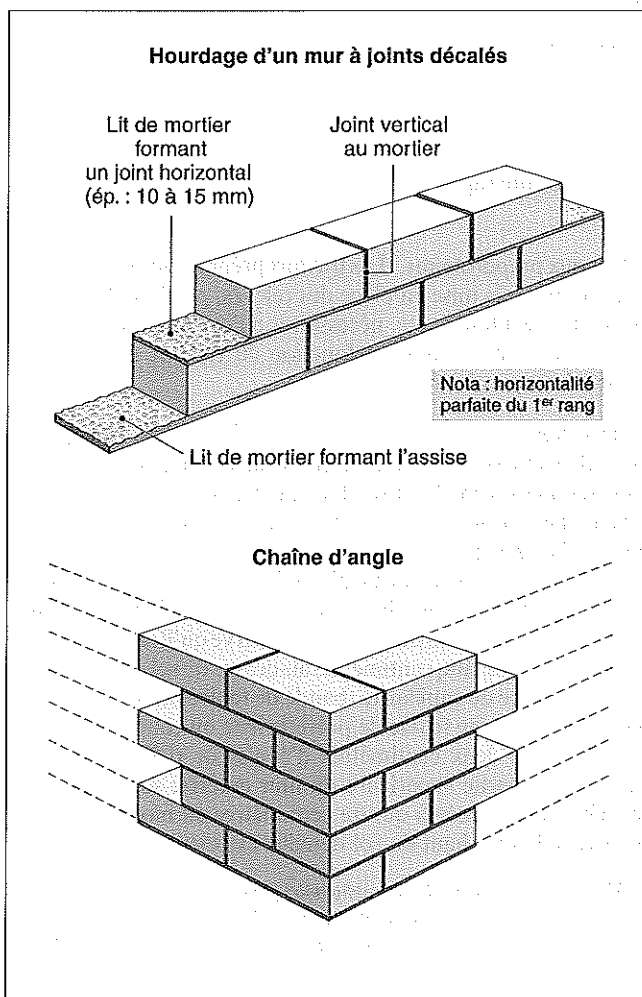 Hourdage d'un mur à joints décalés
Lit de mortier
formant
un joint horizontal
(ép. : 10 à 15 mm)
Joint vertical
au mortier
Nota : horizontalité
parfaite du 1er rang
Lit de mortier formant l'assise
Chaîne d'angle